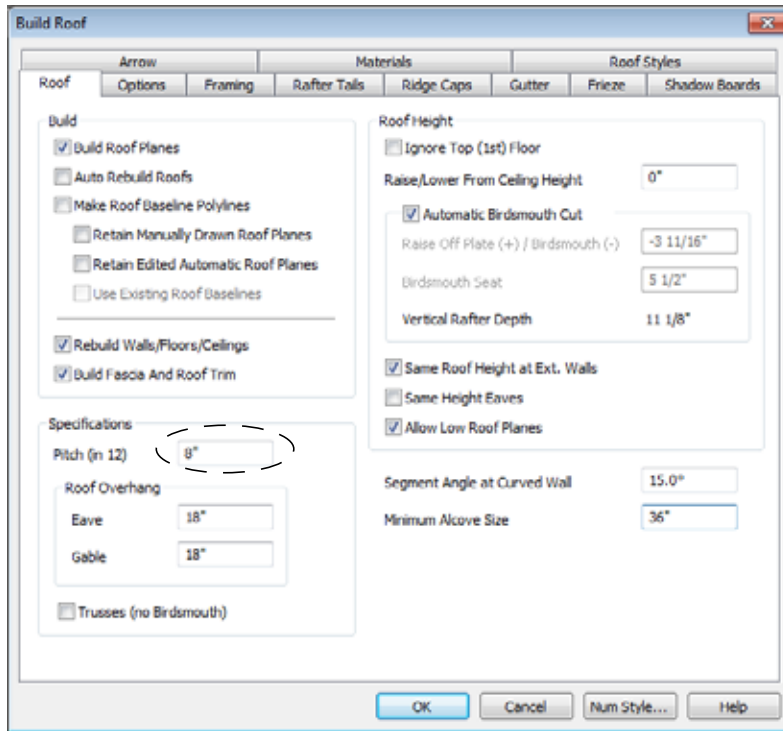 Build Roof
Arrow Materials Roof Styles
Roof Options Framing Rafter Tails Ridge Caps Gutter Frieze Shadow Boards
Build
Build Roof Planes
Auto Rebuild Roofs
Make Roof Baseline Polylines
Retain Manually Drawn Roof Planes
Retain Edited Automatic Roof Planes
Use Existing Roof Baselines
Rebuild Walls/Floors/Ceilings
Build Fascia And Roof Trim
Specifications
Pitch (in 12) 8"
Roof Overhang
Eave 18"
Gable 18"
Trusses (no Birdsmouth)
Roof Height
Ignore Top (1st) Floor
Raise/Lower From Ceiling Height 0"
Automatic Birdsmouth Cut
Raise Off Plate (+) / Birdsmouth (-) -3 11/16"
Birdsmouth Seat 5 1/2"
Vertical Rafter Depth 11 1/8"
Same Roof Height at Ext. Walls
Same Height Eaves
Allow Low Roof Planes
Segment Angle at Curved Wall 15.0°
Minimum Alcove Size 36"
OK Cancel Num Style... Help